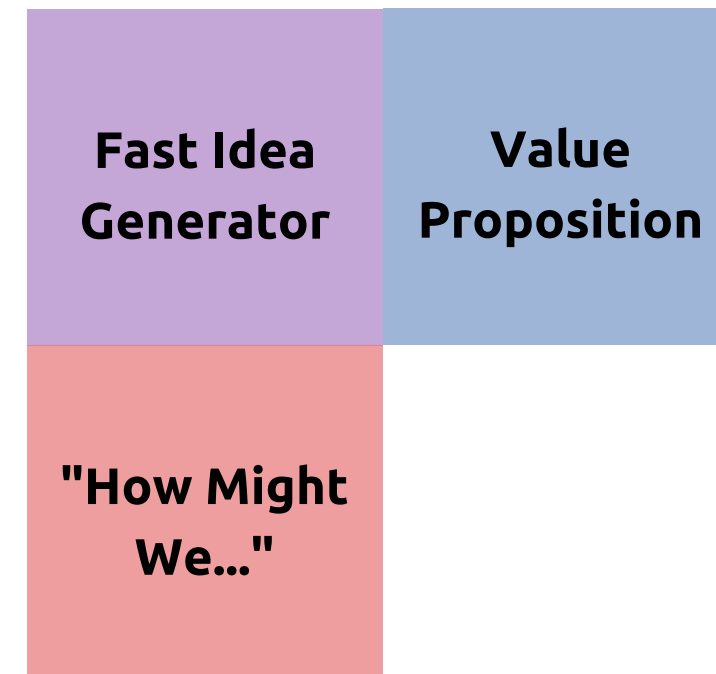 Fast Idea
Generator
Value
Proposition
"How Might
We..."